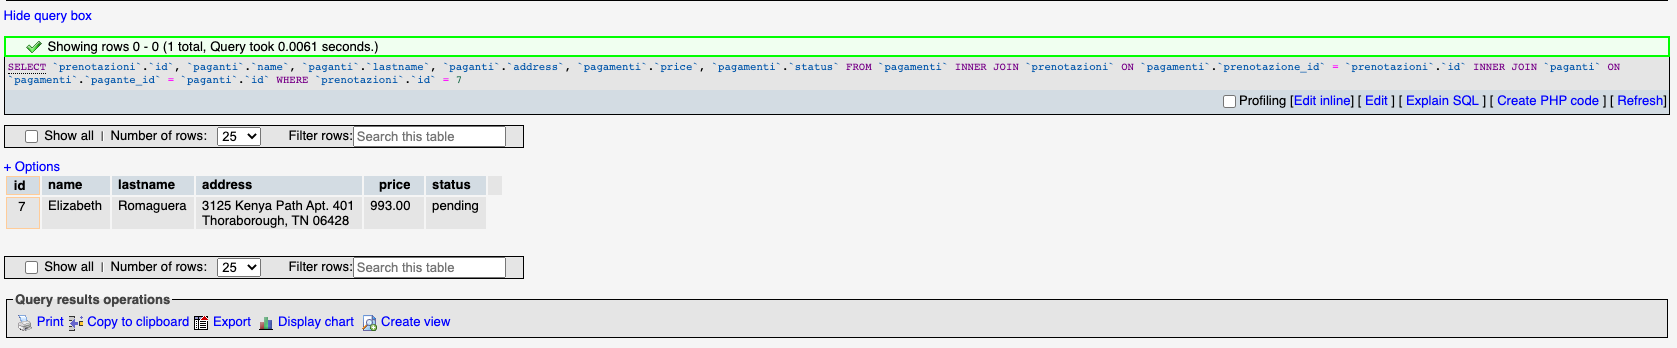 Hide query box
Showing rows 0 - 0 (1 total, Query took 0.0061 seconds.)
SELECT `prenotazioni`.`id`, `paganti`.`name`, `paganti`.`lastname`, `paganti`.`address`, `pagamenti`.`price`, `pagamenti`.`status` FROM `pagamenti` INNER JOIN `prenotazioni` ON `pagamenti`.`prenotazione_id` = `prenotazioni`.`id` INNER JOIN `paganti` ON
`pagamenti`.`pagante_id` = `paganti`.`id` WHERE `prenotazioni`.`id` = 7
Profiling [Edit inline] [ Edit ] [ Explain SQL ] [ Create PHP code ] [ Refresh]
Show all | Number of rows: 25 Filter rows: Search this table
+ Options
id name lastname address price status
7 Elizabeth Romaguera 3125 Kenya Path Apt. 401 993.00 pending
Thoraborough, TN 06428
Show all | Number of rows: 25 Filter rows: Search this table
Query results operations
Print Copy to clipboard Export Display chart Create view